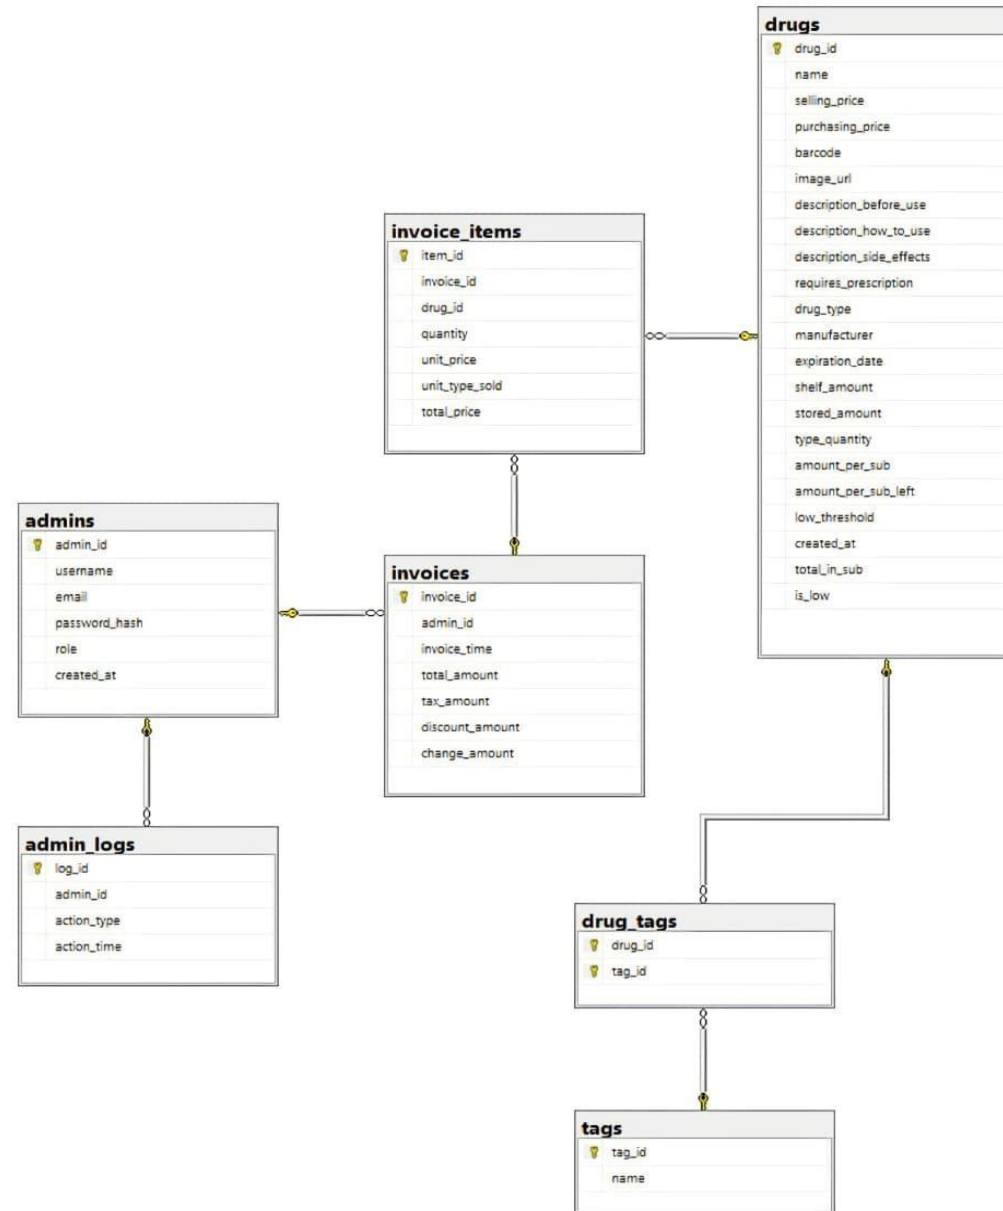 drugs
drug_id
name
selling_price
purchasing_price
barcode
image_url
description_before_use
description_how_to_use
description_side_effects
requires_prescription
drug_type
manufacturer
expiration_date
shelf_amount
stored_amount
type_quantity
amount_per_sub
amount_per_sub_left
low_threshold
created_at
total_in_sub
is_low
invoice_items
item_id
invoice_id
drug_id
quantity
unit_price
unit_type_sold
total_price
admins
admin_id
username
email
password_hash
role
created_at
invoices
invoice_id
admin_id
invoice_time
total_amount
tax_amount
discount_amount
change_amount
admin_logs
log_id
admin_id
action_type
action_time
drug_tags
drug_id
tag_id
tags
tag_id
name